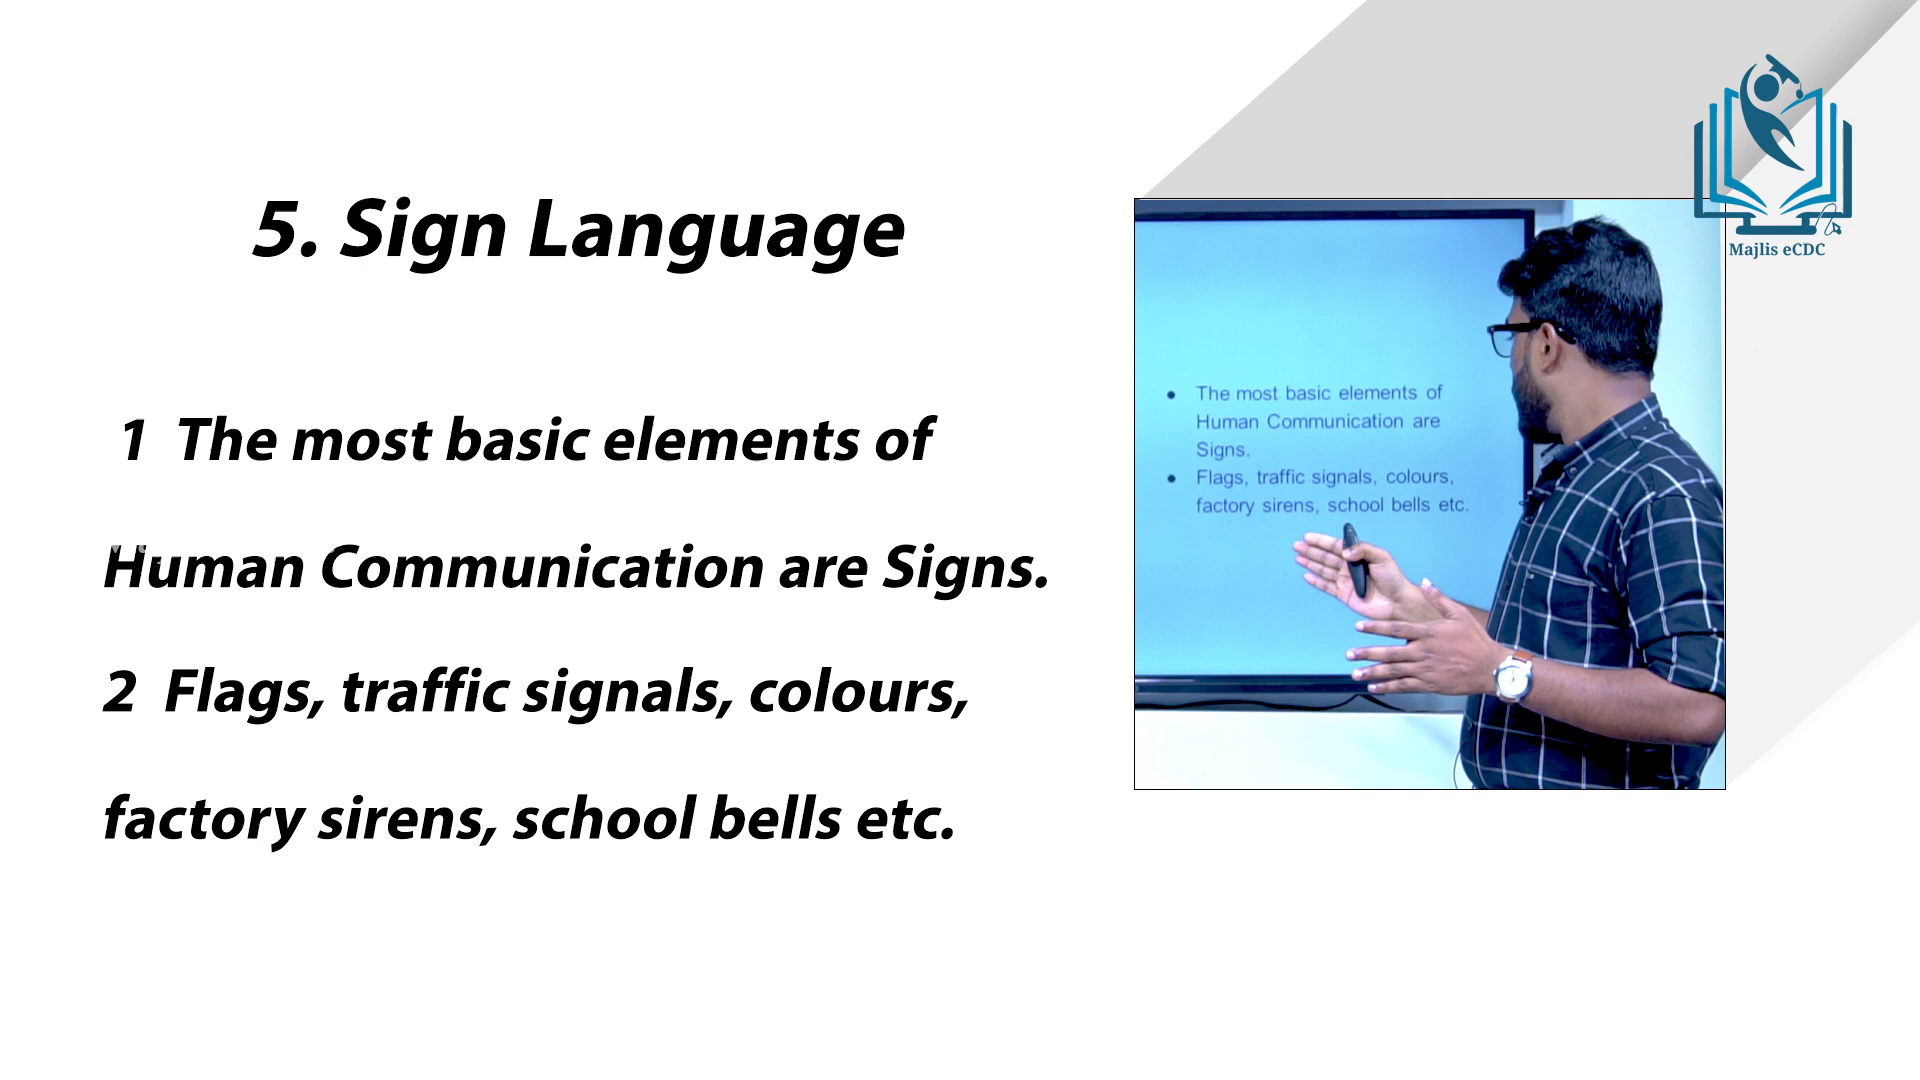 5. Sign Language
1 The most basic elements of
Human Communication are Signs.
2 Flags, traffic signals, colours,
factory sirens, school bells etc.
• The most basic elements of
Human Communication are
Signs.
• Flags, traffic signals, colours,
factory sirens, school bells etc.
Majlis eCDC